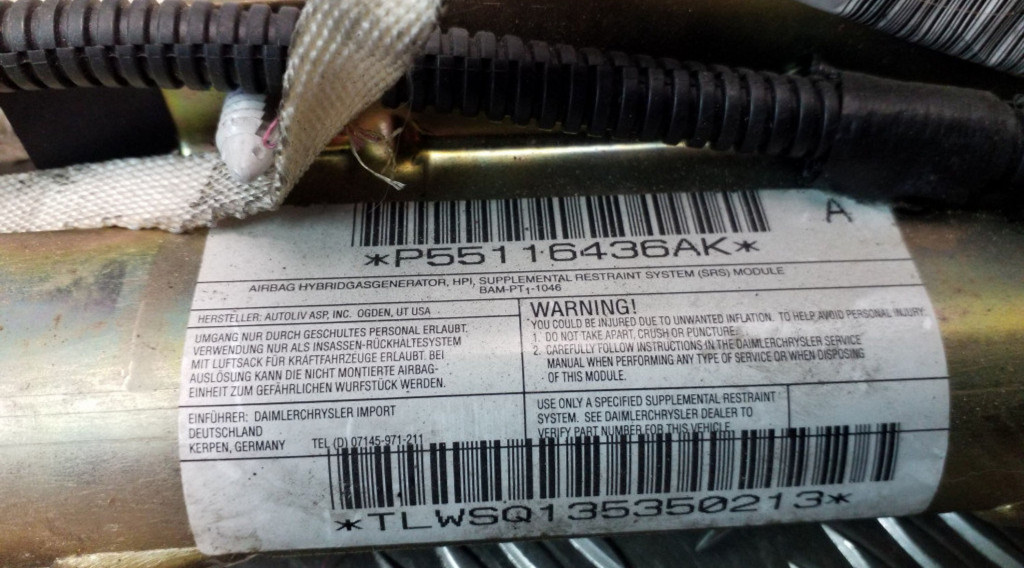 A
*P55116436AK*
AIRBAG HYBRIDGASGENERATOR, HPI, SUPPLEMENTAL RESTRAINT SYSTEM (SRS) MODULE
BAM-PT1-1046
HERSTELLER: AUTOLIV ASP, INC. OGDEN, UT USA
UMGANG NUR DURCH GESCHULTES PERSONAL ERLAUBT.
VERWENDUNG NUR ALS INSASSEN-RÜCKHALTESYSTEM
MIT LUFTSACK FÜR KRAFTFAHRZEUGE ERLAUBT. BEI
AUSLÖSUNG KANN DIE NICHT MONTIERTE AIRBAG-
EINHEIT ZUM GEFÄHRLICHEN WURFSTÜCK WERDEN.
WARNING!
YOU COULD BE INJURED DUE TO UNWANTED INFLATION. TO HELP AVOID PERSONAL INJURY:
1. DO NOT TAKE APART, CRUSH OR PUNCTURE.
2. CAREFULLY FOLLOW INSTRUCTIONS IN THE DAIMLERCHRYSLER SERVICE
MANUAL WHEN PERFORMING ANY TYPE OF SERVICE OR WHEN DISPOSING
OF THIS MODULE.
EINFÜHRER: DAIMLERCHRYSLER IMPORT
DEUTSCHLAND
KERPEN, GERMANY TEL (D) 07145-971-211
USE ONLY A SPECIFIED SUPPLEMENTAL RESTRAINT
SYSTEM. SEE DAIMLERCHRYSLER DEALER TO
VERIFY PART NUMBER FOR THIS VEHICLE
*TLWSQ135350213*